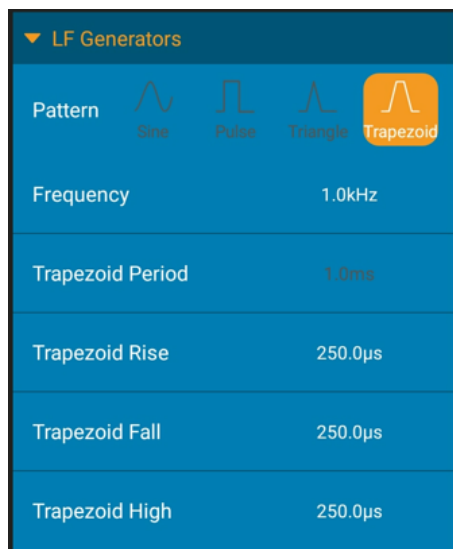 LF Generators
Pattern
Sine Pulse Triangle Trapezoid
Frequency 1.0kHz
Trapezoid Period 1.0ms
Trapezoid Rise 250.0µs
Trapezoid Fall 250.0µs
Trapezoid High 250.0µs